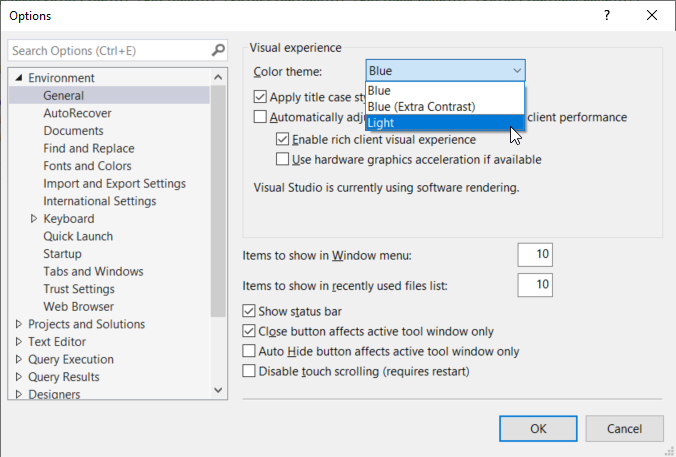 Options
?
Search Options (Ctrl+E)
Environment
General
AutoRecover
Documents
Find and Replace
Fonts and Colors
Import and Export Settings
International Settings
Keyboard
Quick Launch
Startup
Tabs and Windows
Trust Settings
Web Browser
Projects and Solutions
Text Editor
Query Execution
Query Results
Designers
Visual experience
Color theme: Blue
Blue
Blue (Extra Contrast)
Light
Apply title case st
Automatically adj client performance
Enable rich client visual experience
Use hardware graphics acceleration if available
Visual Studio is currently using software rendering.
Items to show in Window menu: 10
Items to show in recently used files list: 10
Show status bar
Close button affects active tool window only
Auto Hide button affects active tool window only
Disable touch scrolling (requires restart)
OK Cancel